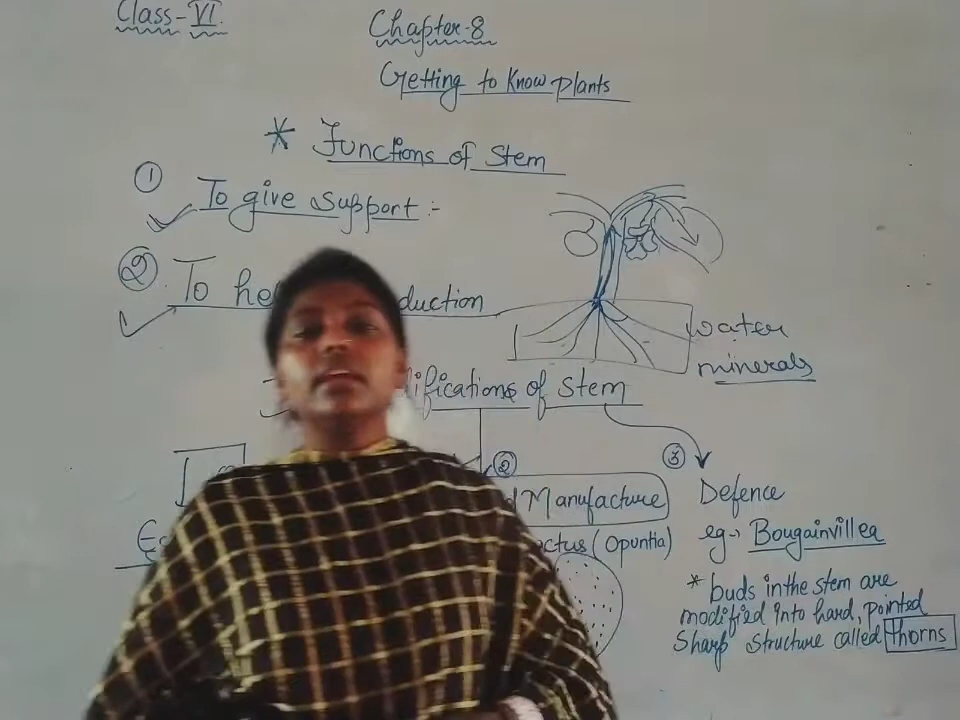 Class-VI
Chapter-8
Getting to Know plants
* Functions of Stem
① To give support :-
② To he duction
water
minerals
ifications of stem
②
③
Manufacture
Defence
ctus (Opuntia)
eg→ Bougainvillea
* buds in the stem are
modified into hard, pointed
Sharp structure called thorns